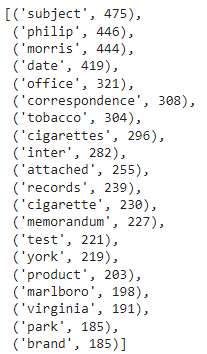 [('subject', 475),
('philip', 446),
('morris', 444),
('date', 419),
('office', 321),
('correspondence', 308),
('tobacco', 304),
('cigarettes', 296),
('inter', 282),
('attached', 255),
('records', 239),
('cigarette', 230),
('memorandum', 227),
('test', 221),
('york', 219),
('product', 203),
('marlboro', 198),
('virginia', 191),
('park', 185),
('brand', 185)]